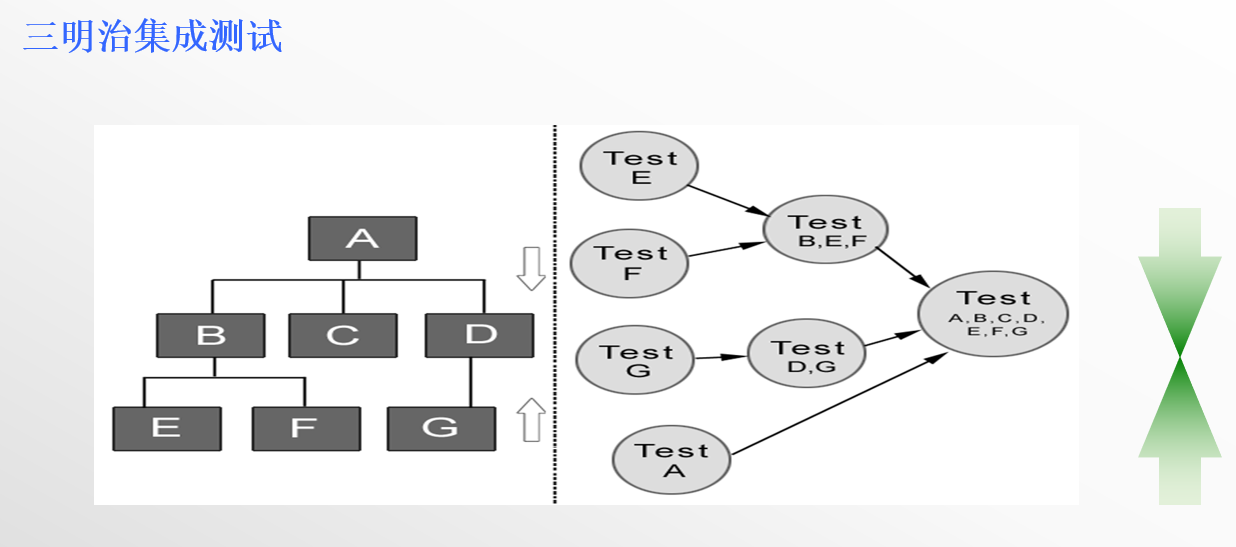 三明治集成测试
A
B
C
D
E
F
G
Test
E
Test
F
Test
B,E,F
Test
G
Test
D,G
Test
A,B,C,D,
E,F,G
Test
A